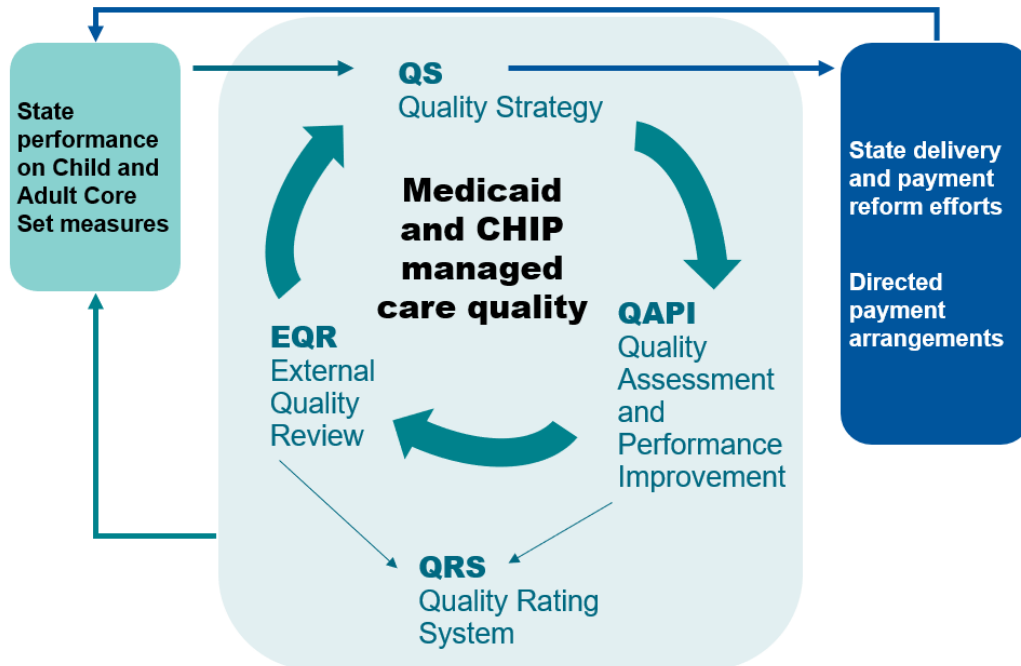 State
performance
on Child and
Adult Core
Set measures
QS
Quality Strategy
Medicaid
and CHIP
managed
care quality
EQR
External
Quality
Review
QAPI
Quality
Assessment
and
Performance
Improvement
QRS
Quality Rating
System
State delivery
and payment
reform efforts
Directed
payment
arrangements